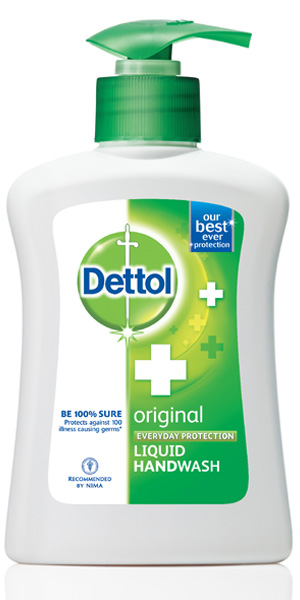 our
best
ever
protection
Dettol
BE 100% SURE
Protects against 100
illness causing germs*
RECOMMENDED
BY NIMA
original
EVERYDAY PROTECTION
LIQUID
HANDWASH